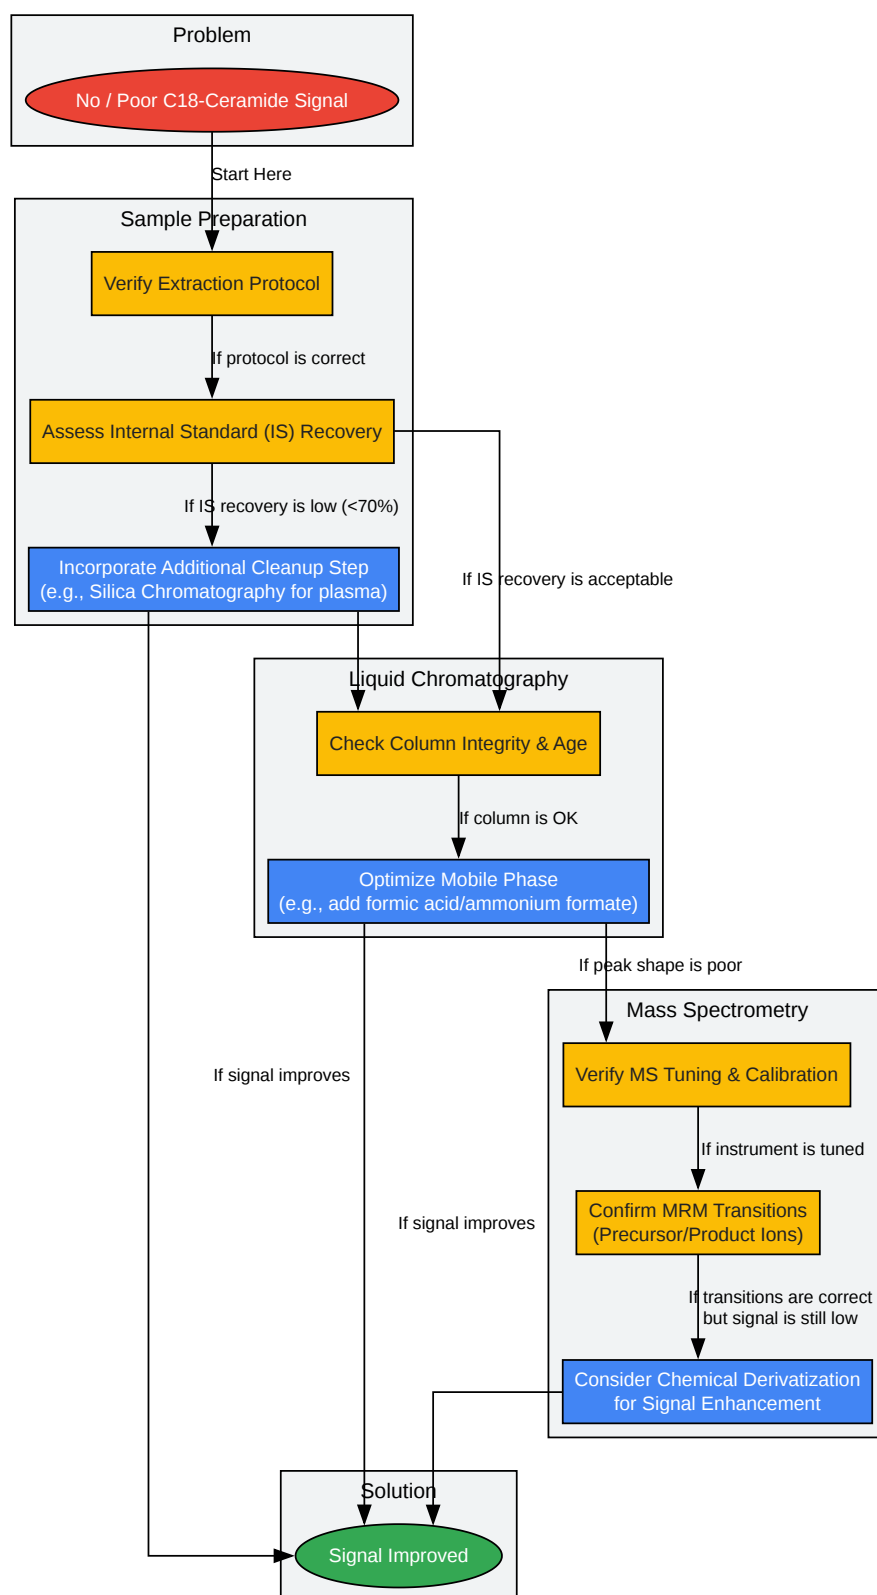 Problem
No / Poor C18-Ceramide Signal
Start Here
Sample Preparation
Verify Extraction Protocol
If protocol is correct
Assess Internal Standard (IS) Recovery
If IS recovery is low (<70%)
Incorporate Additional Cleanup Step
(e.g., Silica Chromatography for plasma)
If IS recovery is acceptable
Liquid Chromatography
Check Column Integrity & Age
If column is OK
Optimize Mobile Phase
(e.g., add formic acid/ammonium formate)
If peak shape is poor
Mass Spectrometry
Verify MS Tuning & Calibration
If signal improves
If instrument is tuned
Confirm MRM Transitions
(Precursor/Product Ions)
If signal improves
If transitions are correct
but signal is still low
Consider Chemical Derivatization
for Signal Enhancement
Solution
Signal Improved